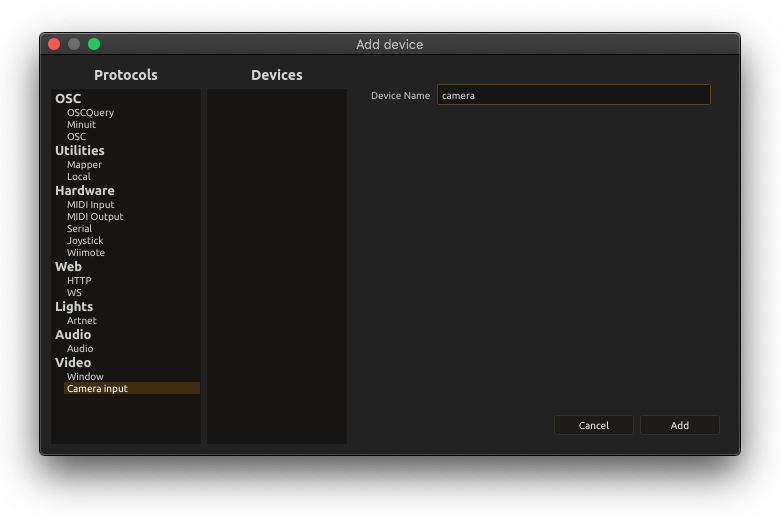 Add device
Protocols
OSC
OSCQuery
Minuit
OSC
Utilities
Mapper
Local
Hardware
MIDI Input
MIDI Output
Serial
Joystick
Wiimote
Web
HTTP
WS
Lights
Artnet
Audio
Audio
Video
Window
Camera input
Devices
Device Name camera
Cancel Add